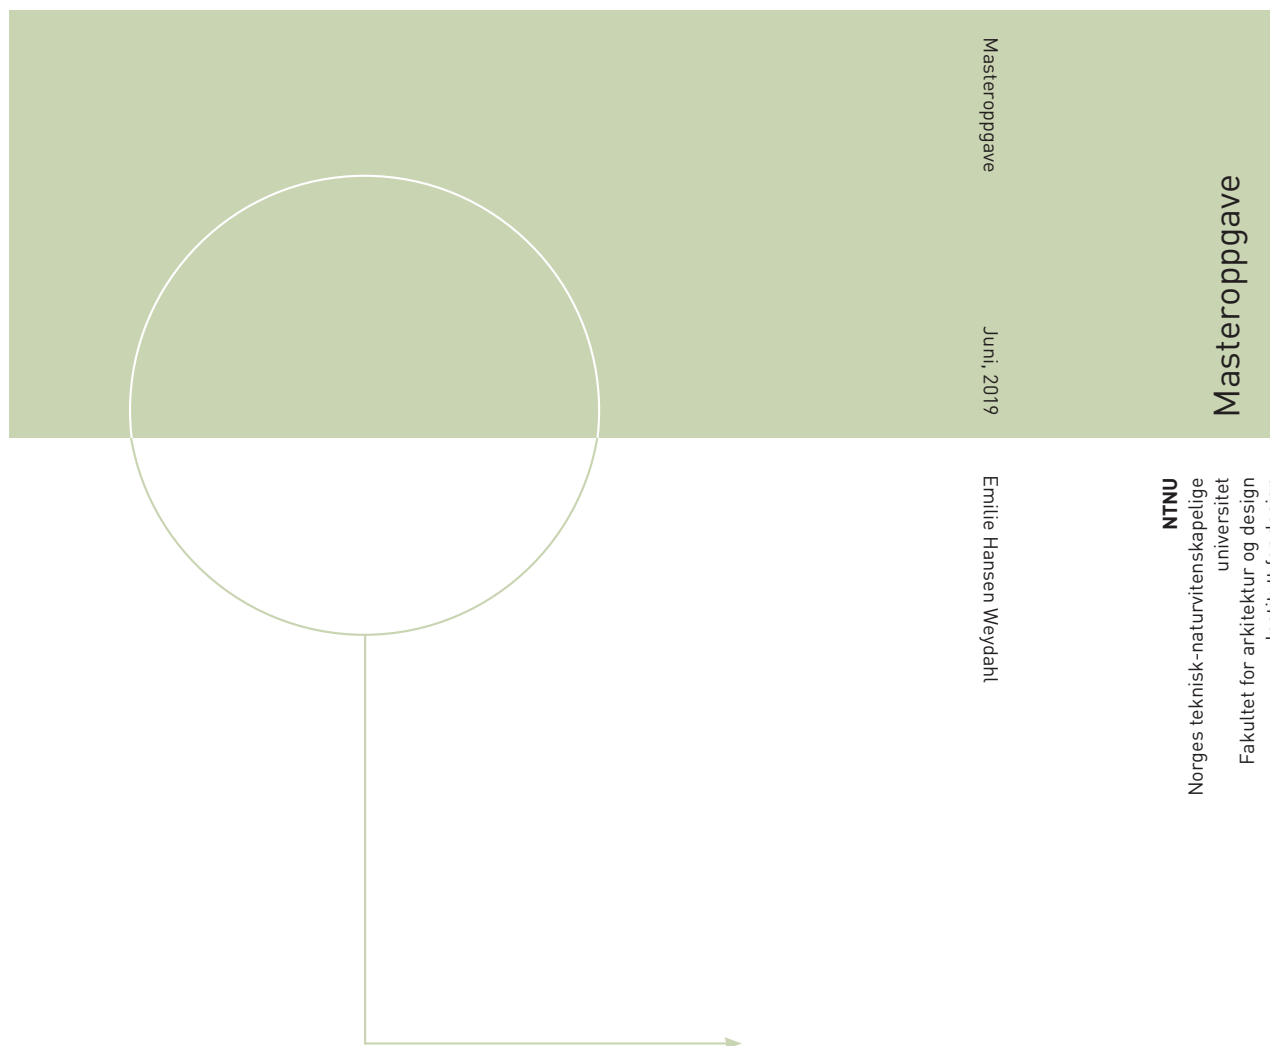 Masteroppgave
Juni, 2019
Emilie Hansen Weydahl
Masteroppgave
NTNU
Norges teknisk-naturvitenskapelige
universitet
Fakultet for arkitektur og design